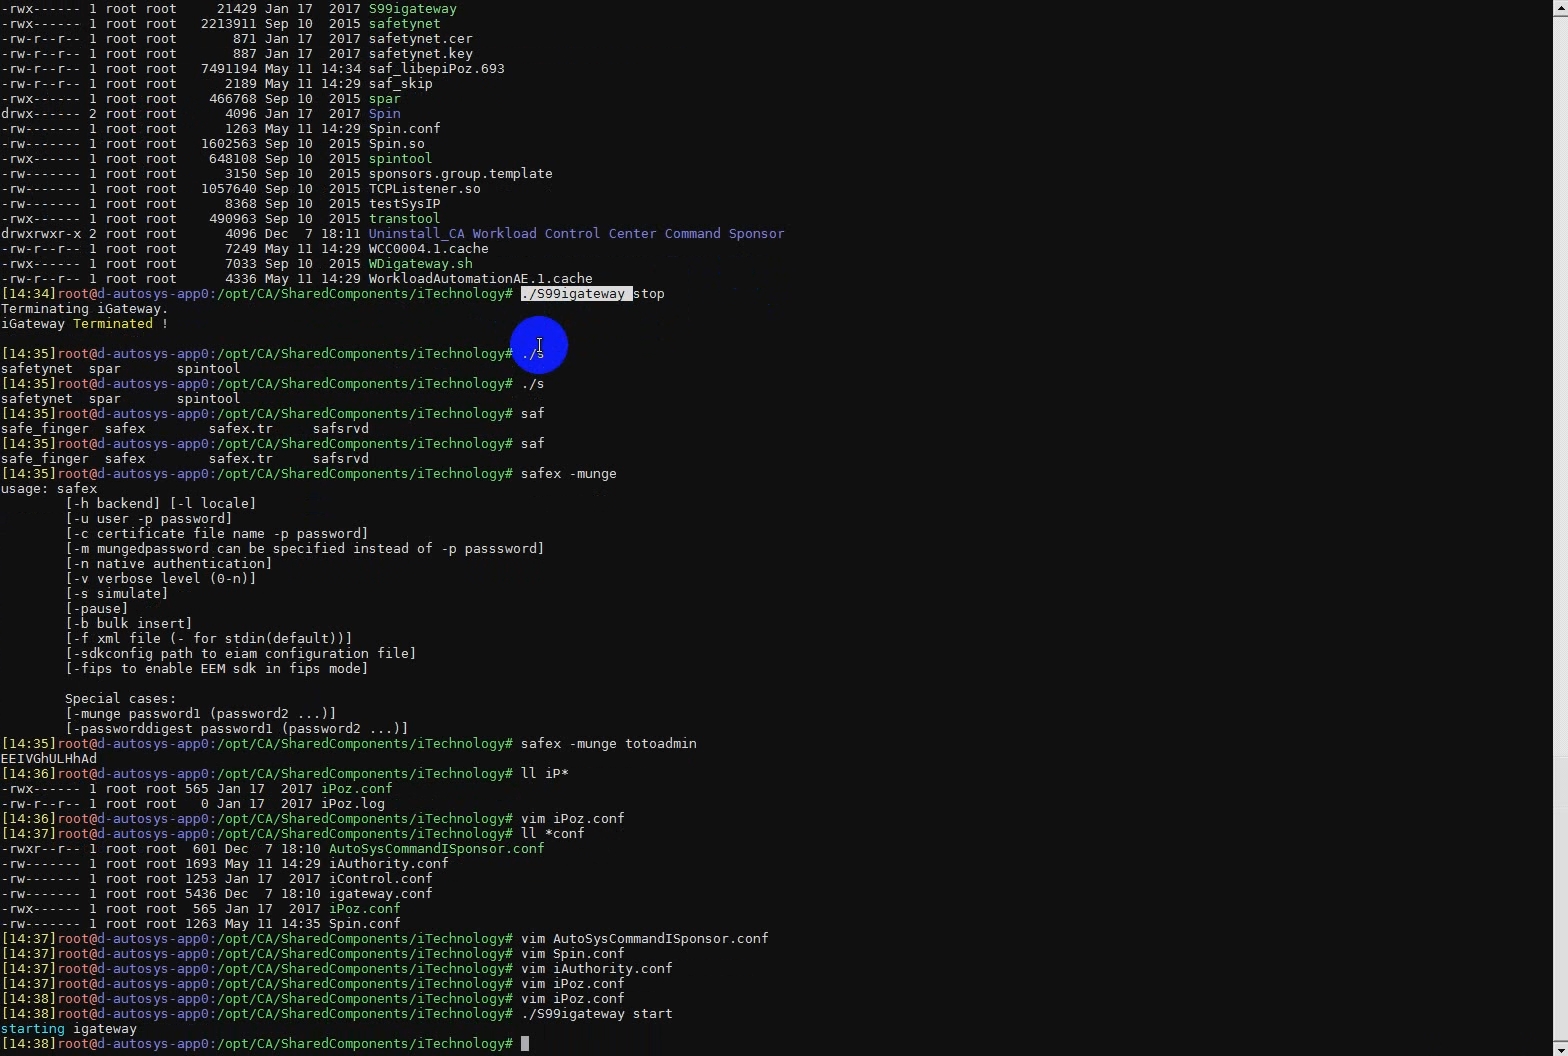 -rwx------ 1 root root    21429 Jan 17  2017 S99igateway
-rwx------ 1 root root  2213911 Sep 10  2015 safetynet
-rw-r--r-- 1 root root      871 Jan 17  2017 safetynet.cer
-rw-r--r-- 1 root root      887 Jan 17  2017 safetynet.key
-rw-r--r-- 1 root root  7491194 May 11 14:34 saf_libepiPoz.693
-rw-r--r-- 1 root root     2189 May 11 14:29 saf_skip
-rwx------ 1 root root   466768 Sep 10  2015 spar
drwx------ 2 root root     4096 Jan 17  2017 Spin
-rw------- 1 root root     1263 May 11 14:29 Spin.conf
-rw------- 1 root root  1602563 Sep 10  2015 Spin.so
-rwx------ 1 root root   648108 Sep 10  2015 spintool
-rw------- 1 root root     3150 Sep 10  2015 sponsors.group.template
-rw------- 1 root root  1057640 Sep 10  2015 TCPListener.so
-rw------- 1 root root     8368 Sep 10  2015 testSysIP
-rwx------ 1 root root   490963 Sep 10  2015 transtool
drwxrwxr-x 2 root root     4096 Dec  7 18:11 Uninstall_CA Workload Control Center Command Sponsor
-rw-r--r-- 1 root root     7249 May 11 14:29 WCC0004.1.cache
-rwx------ 1 root root     7033 Sep 10  2015 WDigateway.sh
-rw-r--r-- 1 root root     4336 May 11 14:29 WorkloadAutomationAE.1.cache
[14:34]root@d-autosys-app0:/opt/CA/SharedComponents/iTechnology# ./S99igateway stop
Terminating iGateway.
iGateway Terminated !
[14:35]root@d-autosys-app0:/opt/CA/SharedComponents/iTechnology# ./s
safetynet  spar       spintool
[14:35]root@d-autosys-app0:/opt/CA/SharedComponents/iTechnology# ./s
safetynet  spar       spintool
[14:35]root@d-autosys-app0:/opt/CA/SharedComponents/iTechnology# saf
safe_finger  safex        safex.tr     safsrvd
[14:35]root@d-autosys-app0:/opt/CA/SharedComponents/iTechnology# saf
safe_finger  safex        safex.tr     safsrvd
[14:35]root@d-autosys-app0:/opt/CA/SharedComponents/iTechnology# safex -munge
usage: safex
        [-h backend] [-l locale]
        [-u user -p password]
        [-c certificate file name -p password]
        [-m mungedpassword can be specified instead of -p passsword]
        [-n native authentication]
        [-v verbose level (0-n)]
        [-s simulate]
        [-pause]
        [-b bulk insert]
        [-f xml file (- for stdin(default))]
        [-sdkconfig path to eiam configuration file]
        [-fips to enable EEM sdk in fips mode]
        Special cases:
        [-munge password1 (password2 ...)]
        [-passworddigest password1 (password2 ...)]
[14:35]root@d-autosys-app0:/opt/CA/SharedComponents/iTechnology# safex -munge totoadmin
EEIVGhULHhAd
[14:36]root@d-autosys-app0:/opt/CA/SharedComponents/iTechnology# ll iP*
-rwx------ 1 root root 565 Jan 17  2017 iPoz.conf
-rw-r--r-- 1 root root   0 Jan 17  2017 iPoz.log
[14:36]root@d-autosys-app0:/opt/CA/SharedComponents/iTechnology# vim iPoz.conf
[14:37]root@d-autosys-app0:/opt/CA/SharedComponents/iTechnology# ll *conf
-rwxr--r-- 1 root root  601 Dec  7 18:10 AutoSysCommandISponsor.conf
-rw------- 1 root root 1693 May 11 14:29 iAuthority.conf
-rw------- 1 root root 1253 Jan 17  2017 iControl.conf
-rw------- 1 root root 5436 Dec  7 18:10 igateway.conf
-rwx------ 1 root root  565 Jan 17  2017 iPoz.conf
-rw------- 1 root root 1263 May 11 14:35 Spin.conf
[14:37]root@d-autosys-app0:/opt/CA/SharedComponents/iTechnology# vim AutoSysCommandISponsor.conf
[14:37]root@d-autosys-app0:/opt/CA/SharedComponents/iTechnology# vim Spin.conf
[14:37]root@d-autosys-app0:/opt/CA/SharedComponents/iTechnology# vim iAuthority.conf
[14:37]root@d-autosys-app0:/opt/CA/SharedComponents/iTechnology# vim iPoz.conf
[14:38]root@d-autosys-app0:/opt/CA/SharedComponents/iTechnology# vim iPoz.conf
[14:38]root@d-autosys-app0:/opt/CA/SharedComponents/iTechnology# ./S99igateway start
starting igateway
[14:38]root@d-autosys-app0:/opt/CA/SharedComponents/iTechnology#